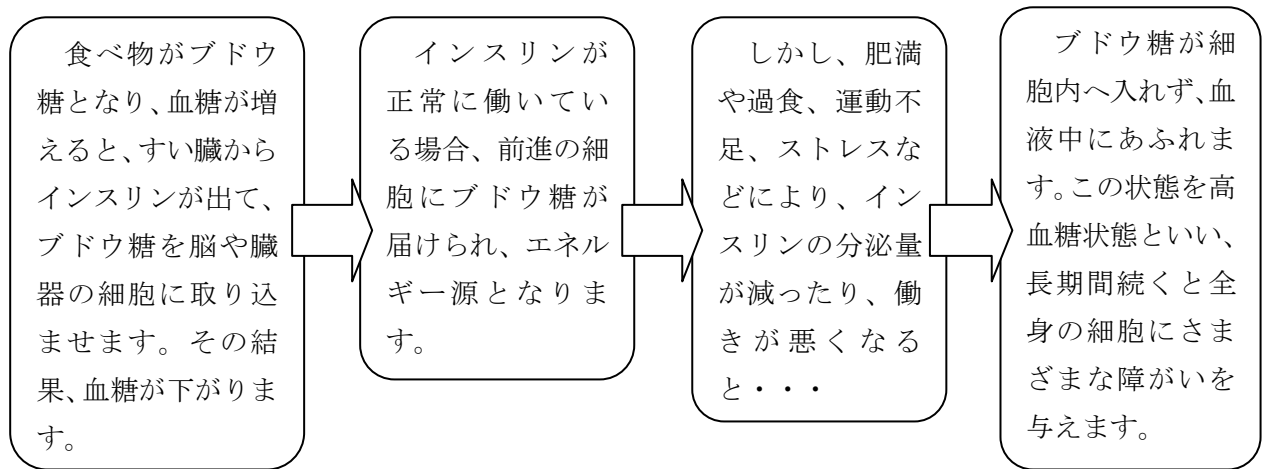 食べ物がブドウ
糖となり、血糖が増
えると、すい臓から
インスリンが出て、
ブドウ糖を脳や臓
器の細胞に取り込
ませます。その結
果、血糖が下がりま
す。
インスリンが
正常に働いてい
る場合、前進の細
胞にブドウ糖が
届けられ、エネル
ギー源となりま
す。
しかし、肥満
や過食、運動不
足、ストレスな
どにより、イン
スリンの分泌量
が減ったり、働
きが悪くなる
と・・・
ブドウ糖が細
胞内へ入れず、血
液中にあふれま
す。この状態を高
血糖状態といい、
長期間続くと全
身の細胞にさま
ざまな障がいを
与えます。